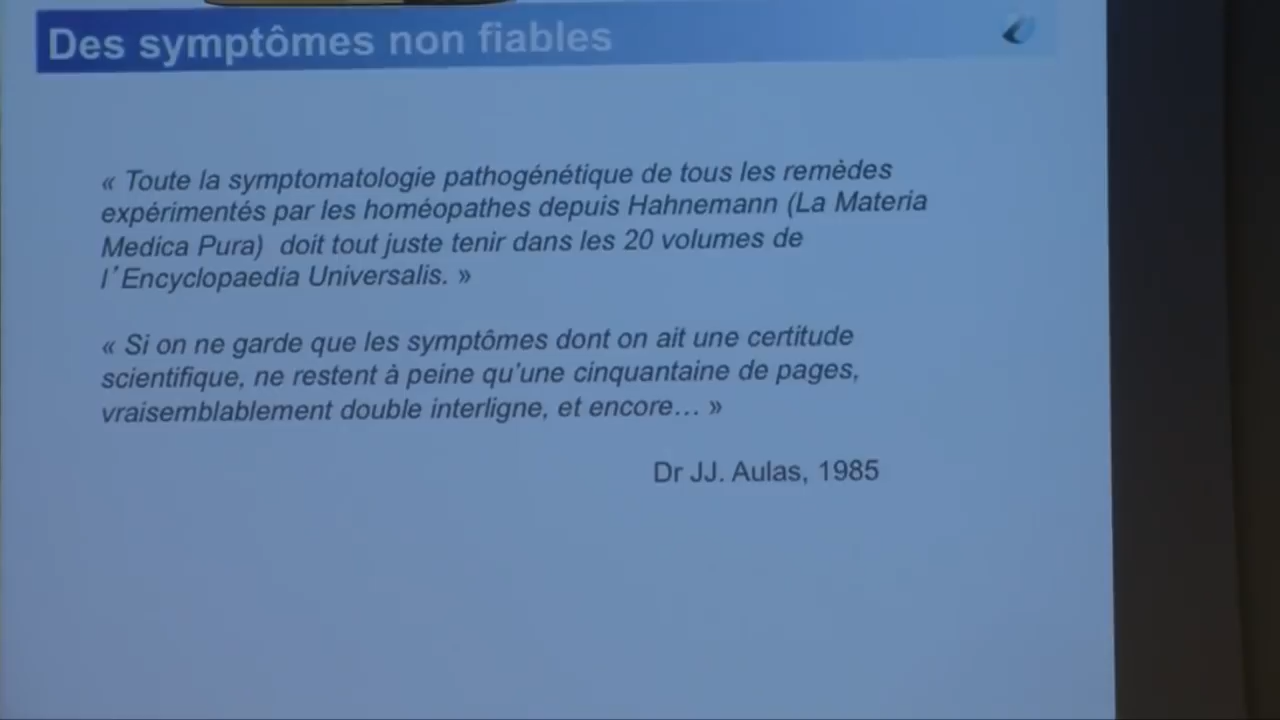 Des symptômes non fiables
« Toute la symptomatologie pathogénétique de tous les remèdes
expérimentés par les homéopathes depuis Hahnemann (La Materia
Medica Pura) doit tout juste tenir dans les 20 volumes de
l’Encyclopaedia Universalis. »
« Si on ne garde que les symptômes dont on ait une certitude
scientifique, ne restent à peine qu'une cinquantaine de pages,
vraisemblablement double interligne, et encore... »
Dr JJ. Aulas, 1985